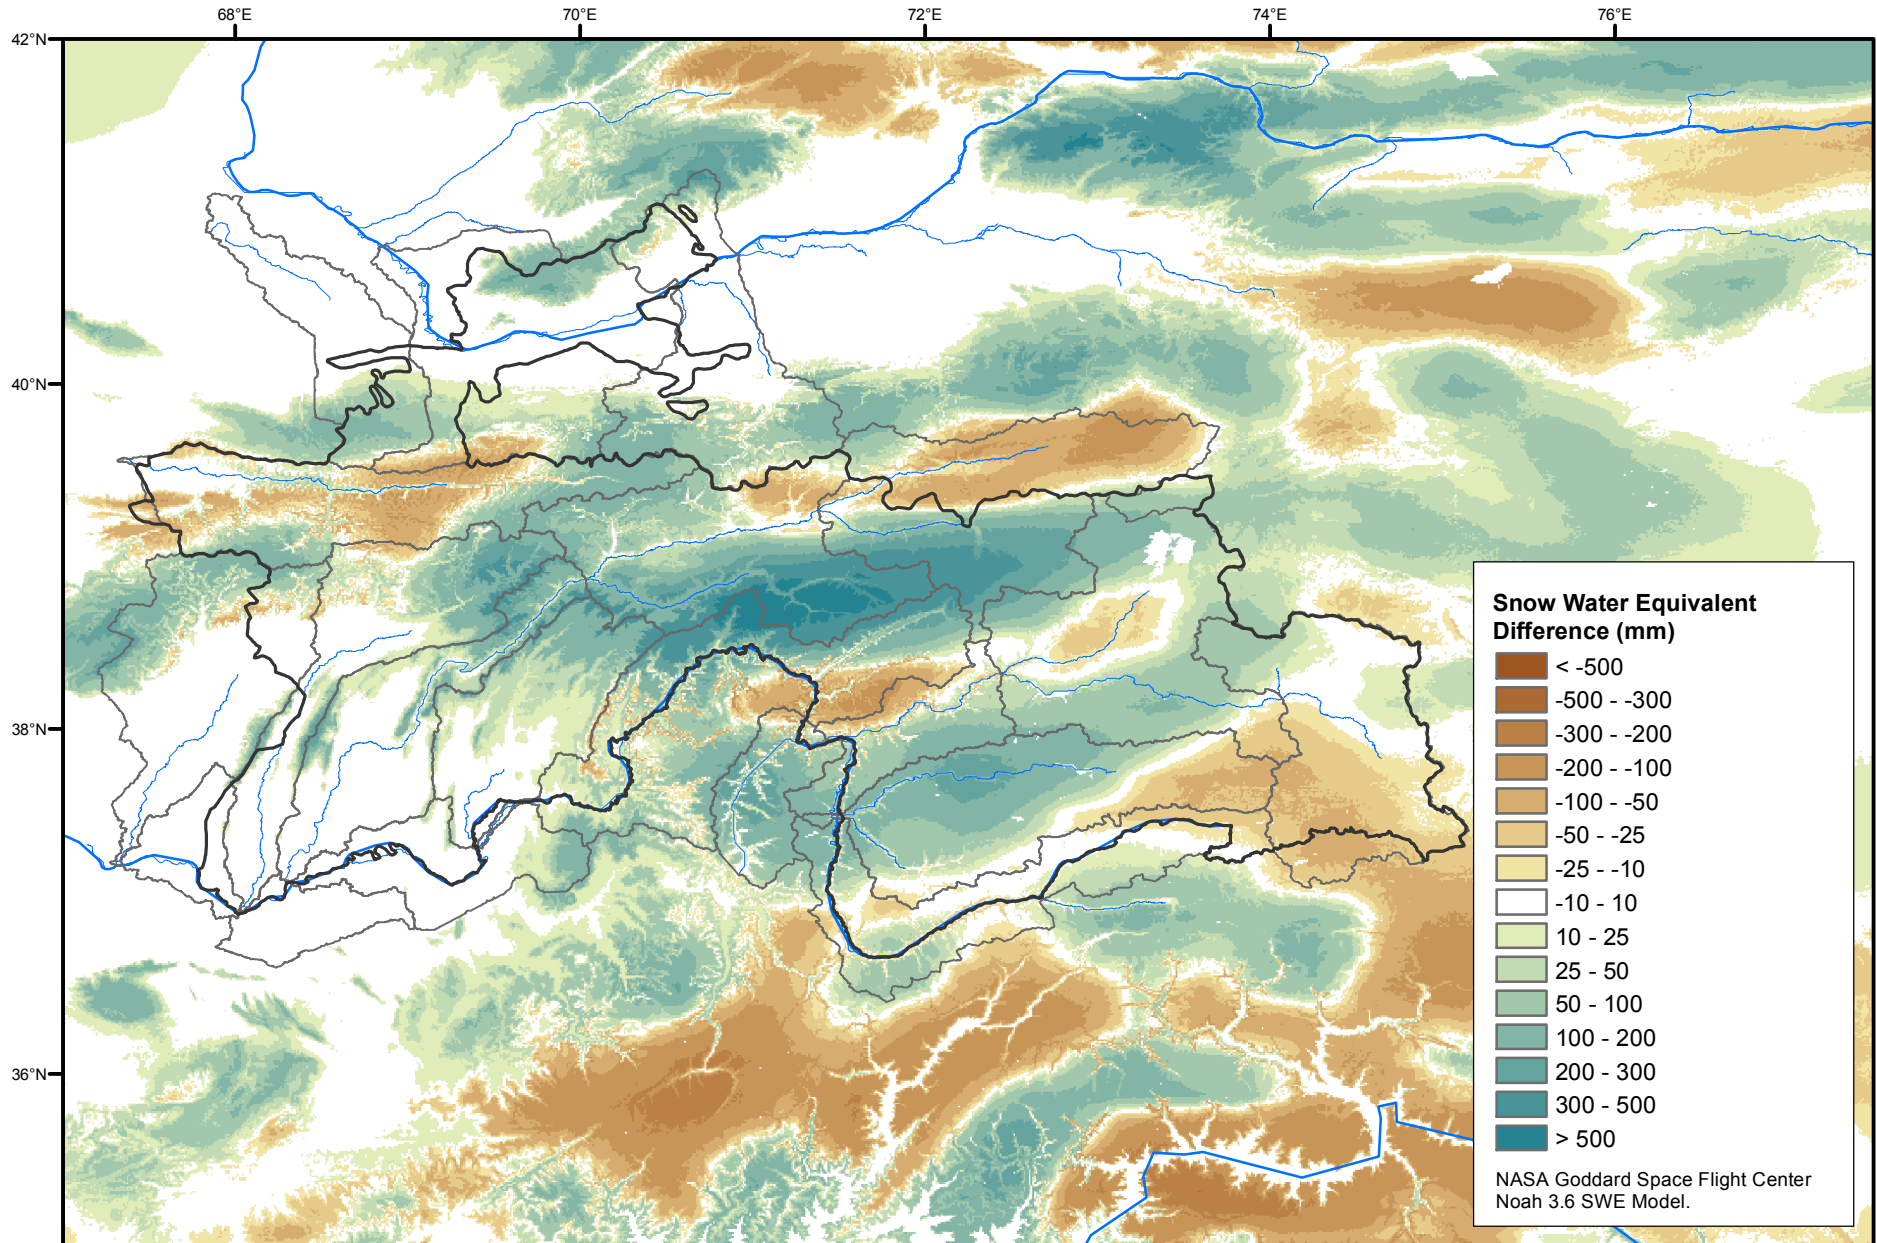 68°E
70°E
72°E
74°E
76°E
42°N
40°N
38°N
36°N
Snow Water Equivalent
Difference (mm)
< -500
-500 - -300
-300 - -200
-200 - -100
-100 - -50
-50 - -25
-25 - -10
-10 - 10
10 - 25
25 - 50
50 - 100
100 - 200
200 - 300
300 - 500
> 500
NASA Goddard Space Flight Center
Noah 3.6 SWE Model.